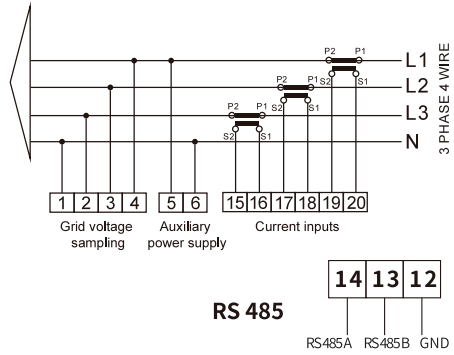 P2 P1
L1
S2 S1
P2 P1
L2
S2 S1
P2 P1
L3
S2 S1
N
3 PHASE 4 WIRE
1 2 3 4 5 6 15 16 17 18 19 20
Grid voltage sampling
Auxiliary power supply
Current inputs
14 13 12
RS 485
RS485A RS485B GND